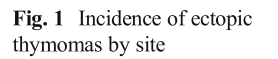 Fig. 1 Incidence of ectopic
thymomas by site